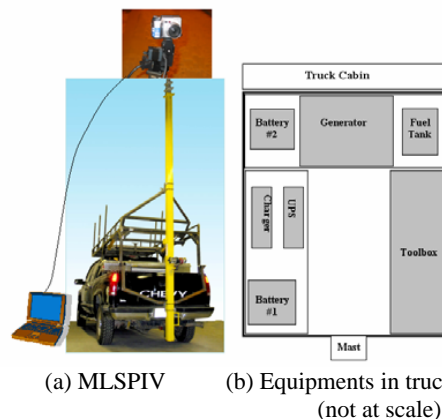 CHEVY
Truck Cabin
Battery
#2
Generator
Fuel
Tank
Charger
UPS
Toolbox
Battery
#1
Mast
(a) MLSPIV
(b) Equipments in truc
(not at scale)